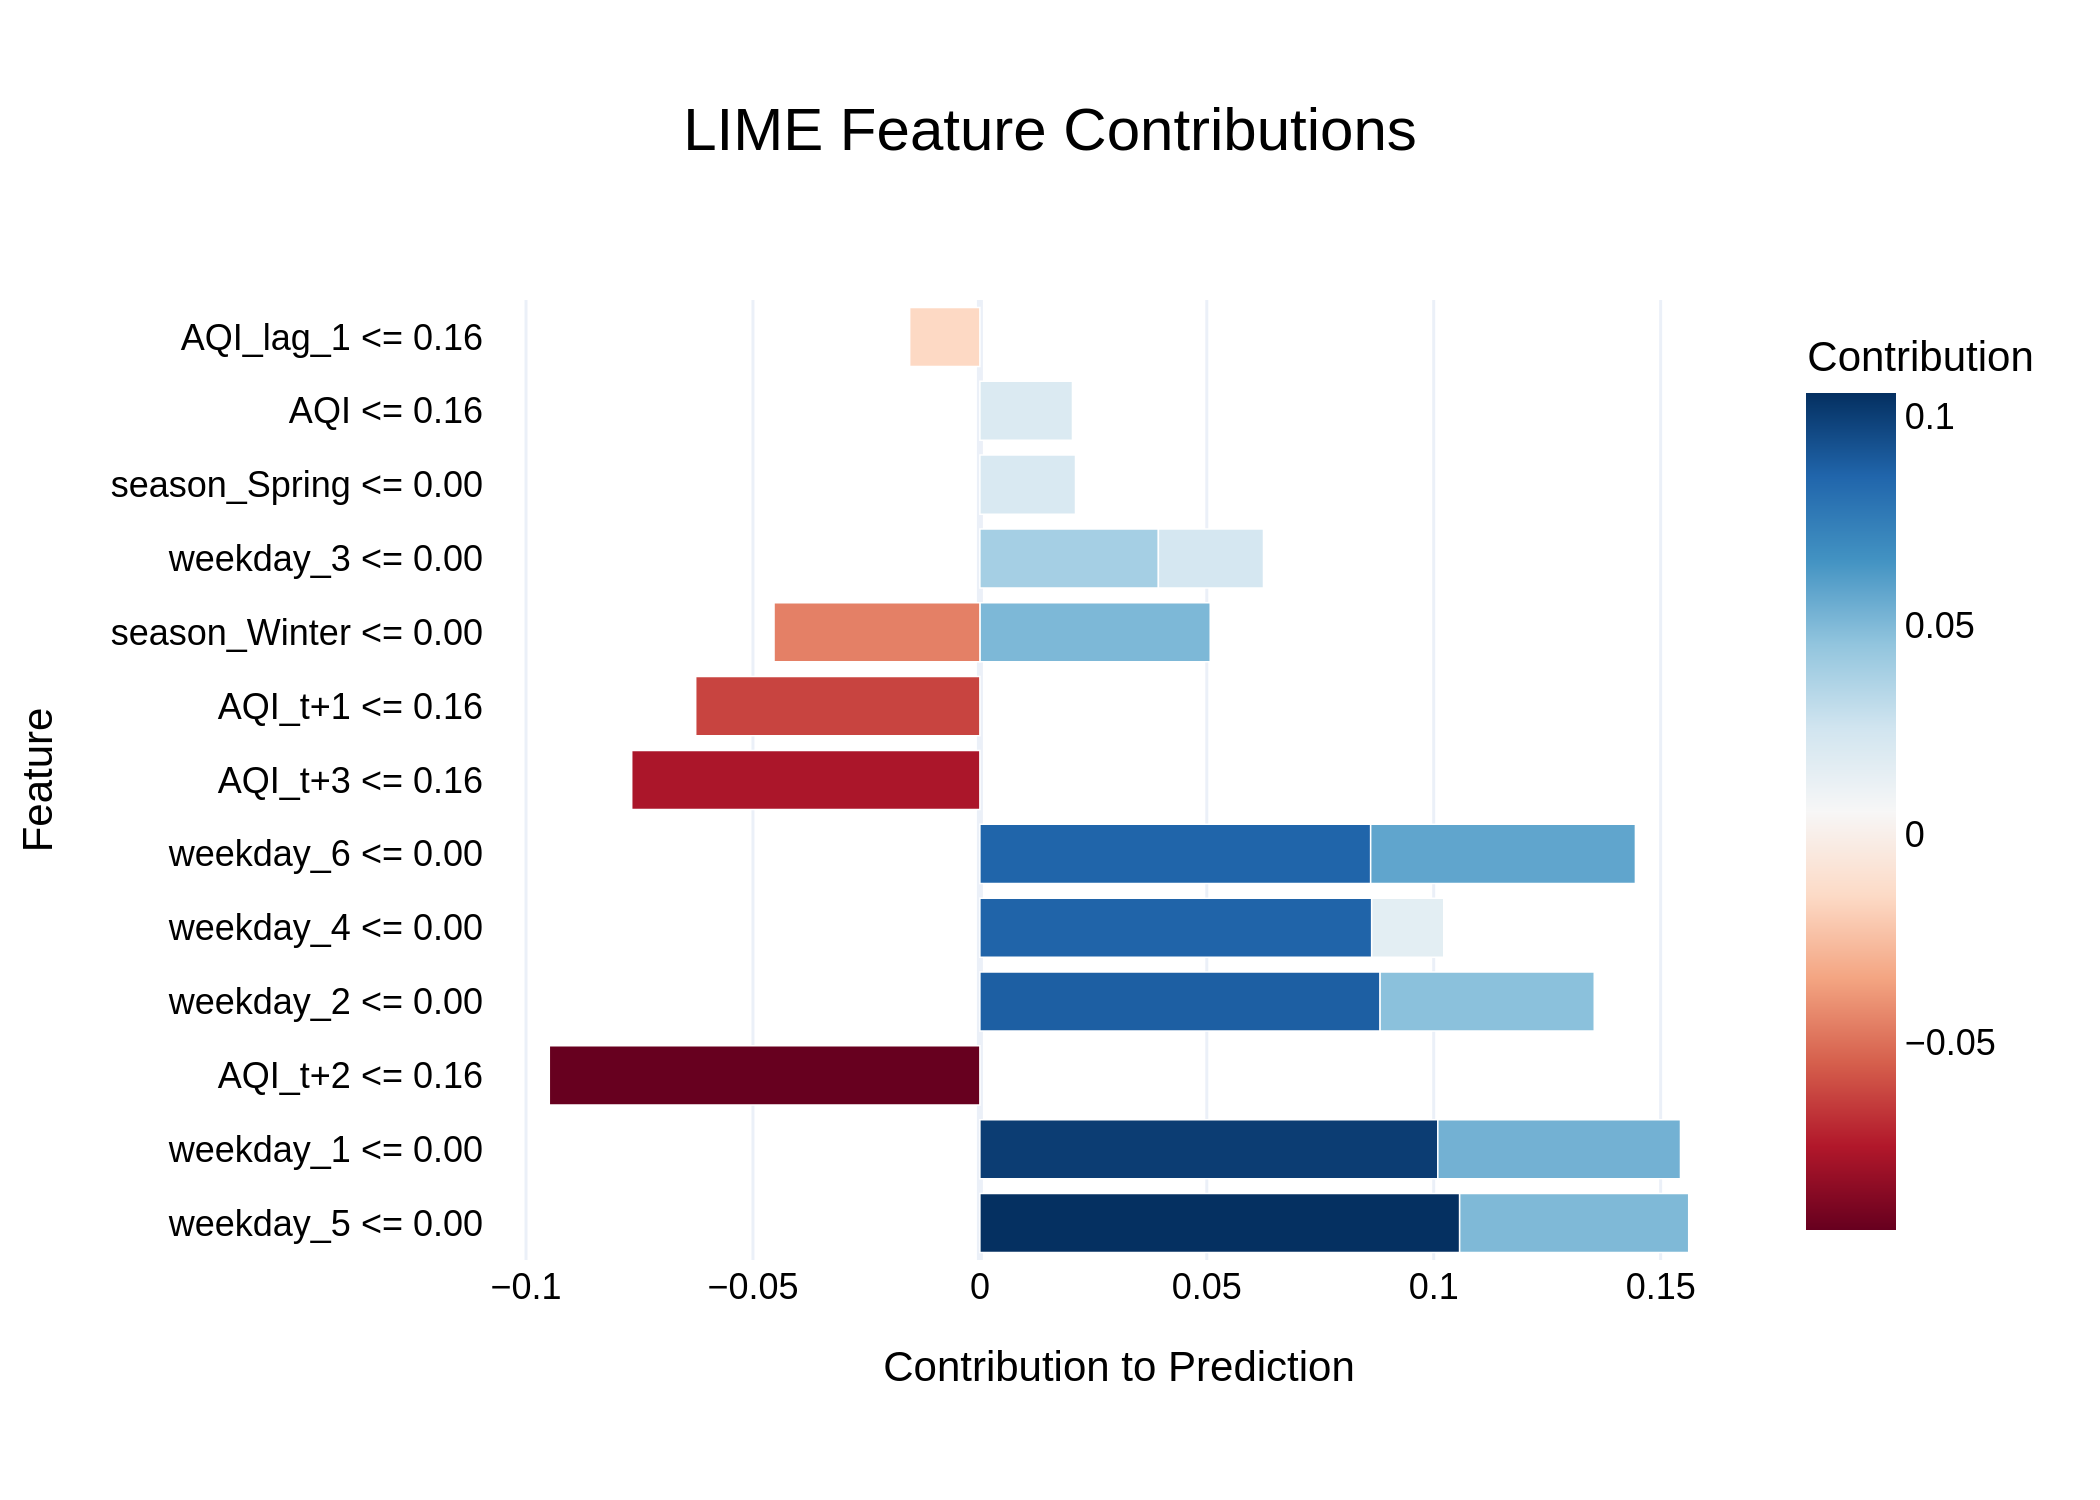 LIME Feature Contributions
Feature
AQI_lag_1 <= 0.16
AQI <= 0.16
season_Spring <= 0.00
weekday_3 <= 0.00
season_Winter <= 0.00
AQI_t+1 <= 0.16
AQI_t+3 <= 0.16
weekday_6 <= 0.00
weekday_4 <= 0.00
weekday_2 <= 0.00
AQI_t+2 <= 0.16
weekday_1 <= 0.00
weekday_5 <= 0.00
−0.1 −0.05 0 0.05 0.1 0.15
Contribution to Prediction
Contribution
0.1
0.05
0
−0.05